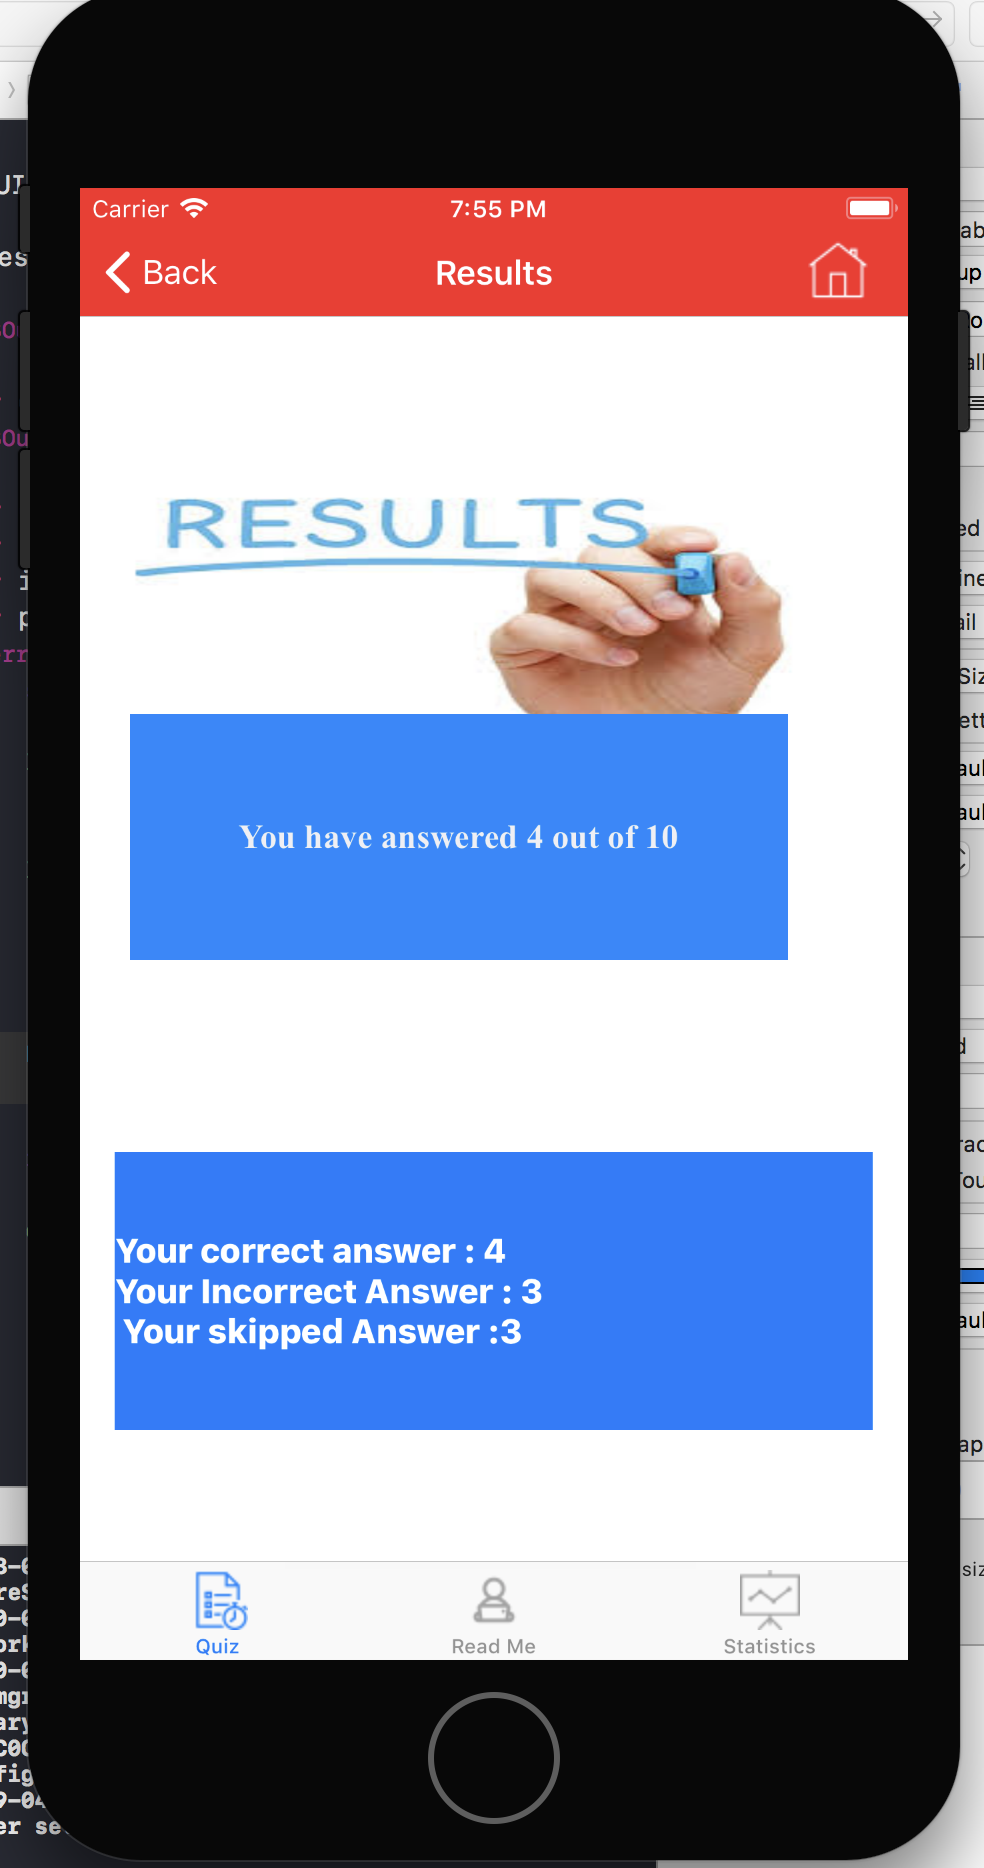 Carrier 7:55 PM
Back Results
RESULTS
You have answered 4 out of 10
Your correct answer : 4
Your Incorrect Answer : 3
Your skipped Answer :3
Quiz Read Me Statistics